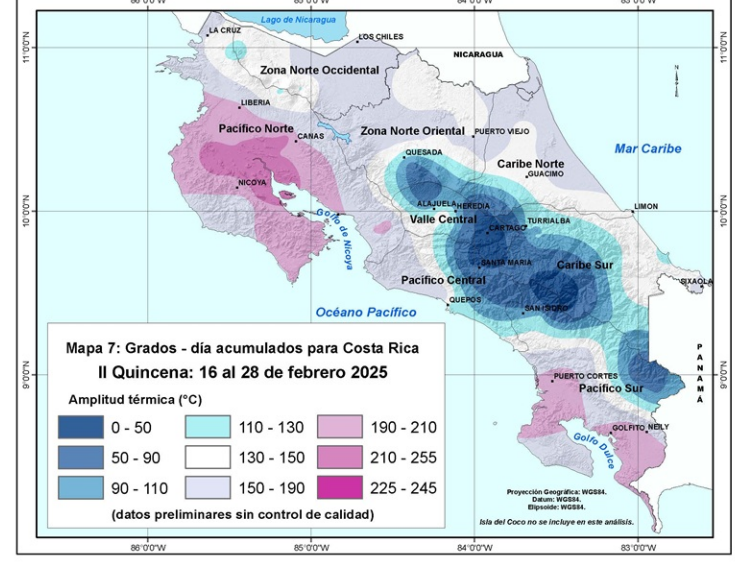 86°0'0"W 85°0'0"W 84°0'0"W 83°0'0"W
Lago de Nicaragua
LA CRUZ
LOS CHILES
11°0'0"N
11°0'0"N
NICARAGUA
Zona Norte Occidental
LIBERIA
Pacífico Norte
CAÑAS
Zona Norte Oriental
PUERTO VIEJO
Mar Caribe
QUESADA
Caribe Norte
GUACIMO
NICOYA
ALAJUELA
HEREDIA
LIMON
10°0'0"N
10°0'0"N
Golfo de Nicoya
Valle Central
TURRIALBA
CARTAGO
SANTA MARIA
Caribe Sur
Pacífico Central
SIXAOLA
QUEPOS
SAN ISIDRO
Océano Pacífico
PANAMÁ
Mapa 7: Grados - día acumulados para Costa Rica
II Quincena: 16 al 28 de febrero 2025
Amplitud térmica (°C)
0 - 50
110 - 130
190 - 210
50 - 90
130 - 150
210 - 255
90 - 110
150 - 190
225 - 245
(datos preliminares sin control de calidad)
9°0'0"N
9°0'0"N
PUERTO CORTES
Pacífico Sur
GOLFITO
NEILY
Golfo Dulce
Proyección Geográfica: WGS84.
Datum: WGS84.
Elipsoide: WGS84.
Isla del Coco no se incluye en este análisis.
86°0'0"W 85°0'0"W 84°0'0"W 83°0'0"W